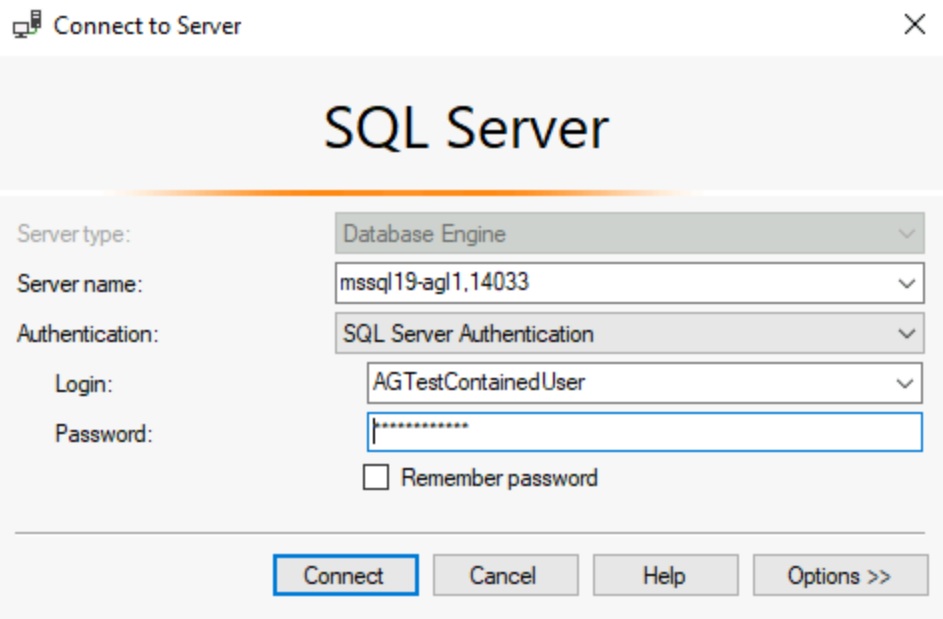 Connect to Server
SQL Server
Server type: Database Engine
Server name: mssql19-agl1,14033
Authentication: SQL Server Authentication
Login: AGTestContainedUser
Password: ************
Remember password
Connect Cancel Help Options >>